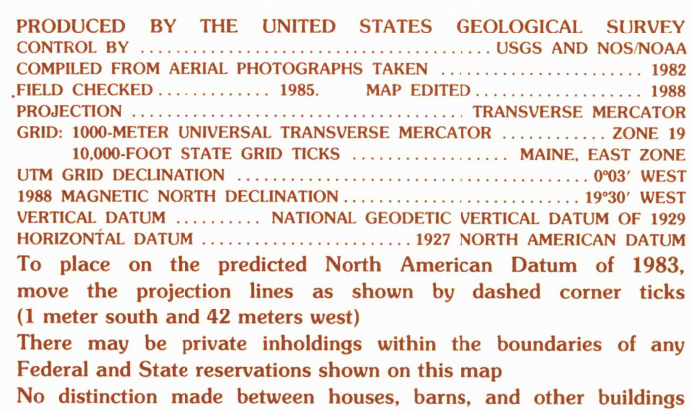 PRODUCED BY THE UNITED STATES GEOLOGICAL SURVEY
CONTROL BY ........................................ USGS AND NOS/NOAA
COMPILED FROM AERIAL PHOTOGRAPHS TAKEN .................... 1982
FIELD CHECKED ............ 1985. MAP EDITED .................. 1988
PROJECTION ...................................... TRANSVERSE MERCATOR
GRID: 1000-METER UNIVERSAL TRANSVERSE MERCATOR ............ ZONE 19
10,000-FOOT STATE GRID TICKS .................. MAINE, EAST ZONE
UTM GRID DECLINATION ........................................ 0°03′ WEST
1988 MAGNETIC NORTH DECLINATION .............................. 19°30′ WEST
VERTICAL DATUM .......... NATIONAL GEODETIC VERTICAL DATUM OF 1929
HORIZONTAL DATUM ........................ 1927 NORTH AMERICAN DATUM
To place on the predicted North American Datum of 1983,
move the projection lines as shown by dashed corner ticks
(1 meter south and 42 meters west)
There may be private inholdings within the boundaries of any
Federal and State reservations shown on this map
No distinction made between houses, barns, and other buildings